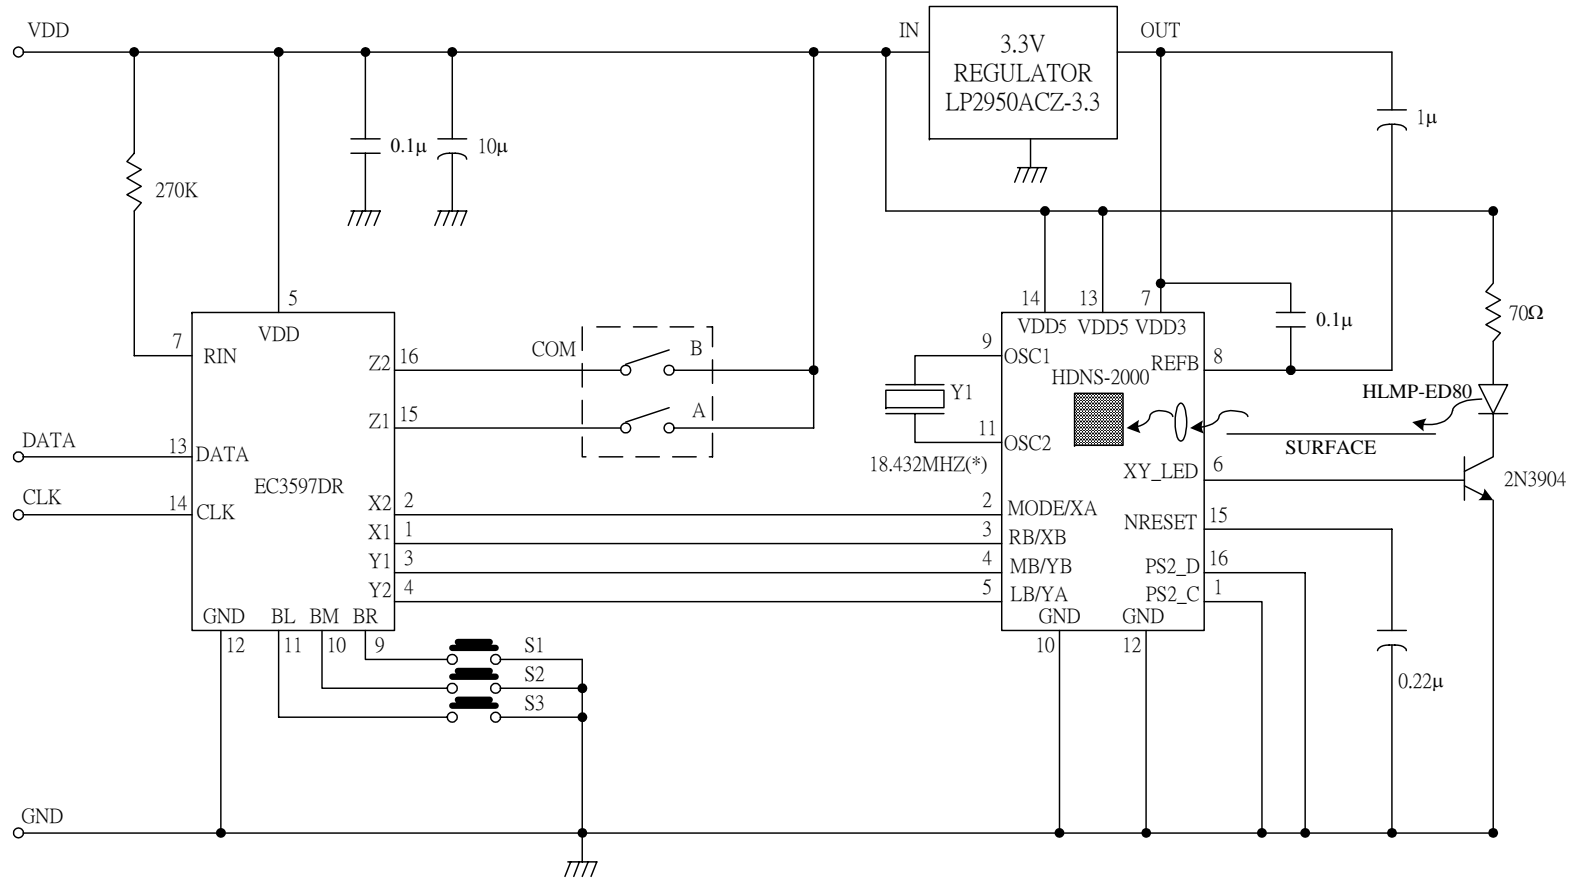 VDD
IN
3.3V
REGULATOR
LP2950ACZ-3.3
OUT
1µ
0.1µ
10µ
270K
5
14
13
7
VDD
VDD5
VDD5
VDD3
0.1µ
70Ω
7
RIN
COM
B
Z2
16
9
OSC1
REFB
8
HDNS-2000
Y1
HLMP-ED80
A
Z1
15
11
OSC2
18.432MHZ(*)
SURFACE
DATA
13
DATA
EC3597DR
XY_LED
6
2N3904
CLK
14
CLK
X2
2
2
MODE/XA
NRESET
15
X1
1
3
RB/XB
Y1
3
4
MB/YB
PS2_D
16
Y2
4
5
LB/YA
PS2_C
1
GND
BL
BM
BR
GND
GND
12
11
10
9
S1
10
12
S2
0.22µ
S3
GND